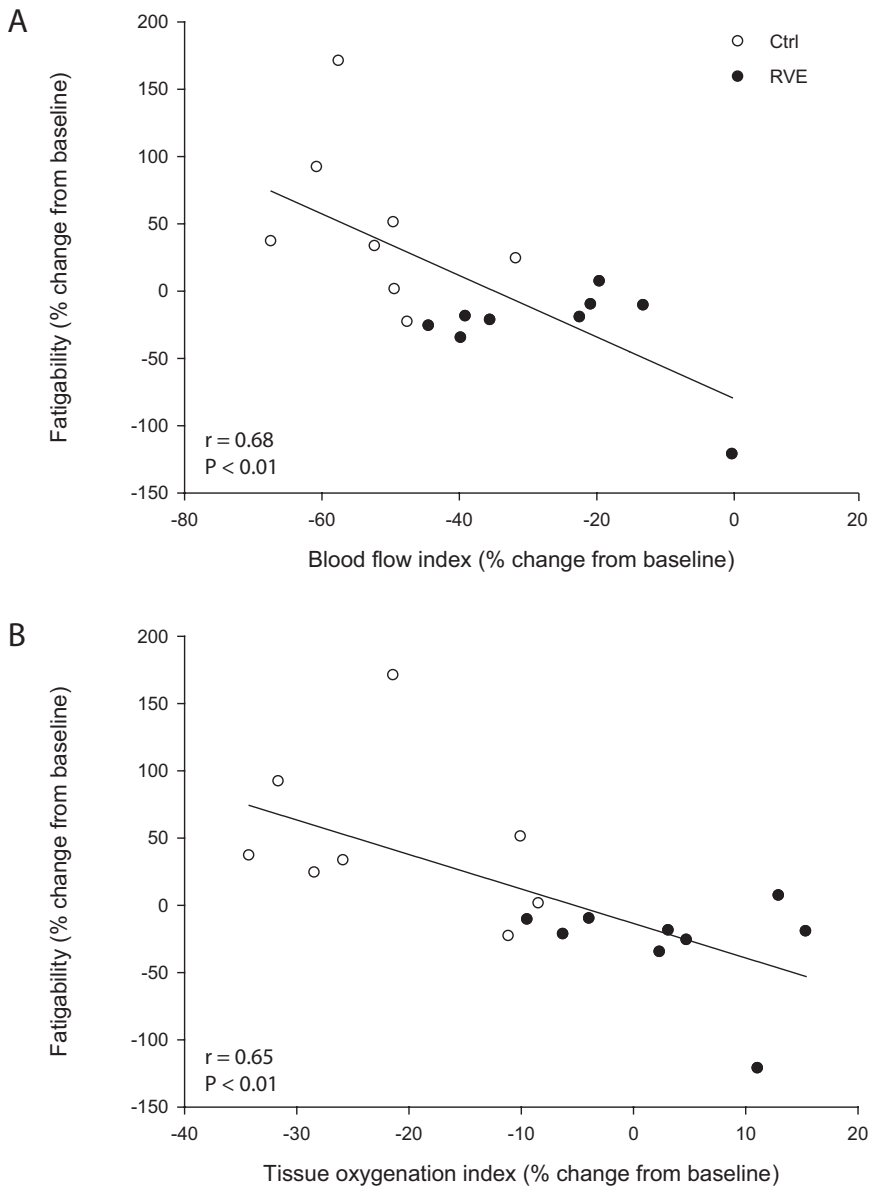 A
Fatigability (% change from baseline)
200
150
100
50
0
-50
-100
-150
Ctrl
RVE
r = 0.68
P < 0.01
-80
-60
-40
-20
0
20
Blood flow index (% change from baseline)
B
Fatigability (% change from baseline)
200
150
100
50
0
-50
-100
-150
r = 0.65
P < 0.01
-40
-30
-20
-10
0
10
20
Tissue oxygenation index (% change from baseline)